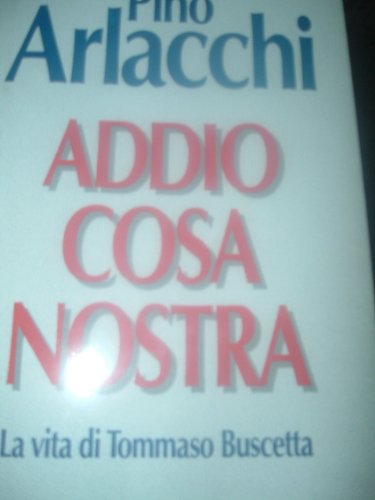 Pino
Arlacchi
ADDIO
COSA
NOSTRA
La vita di Tommaso Buscetta